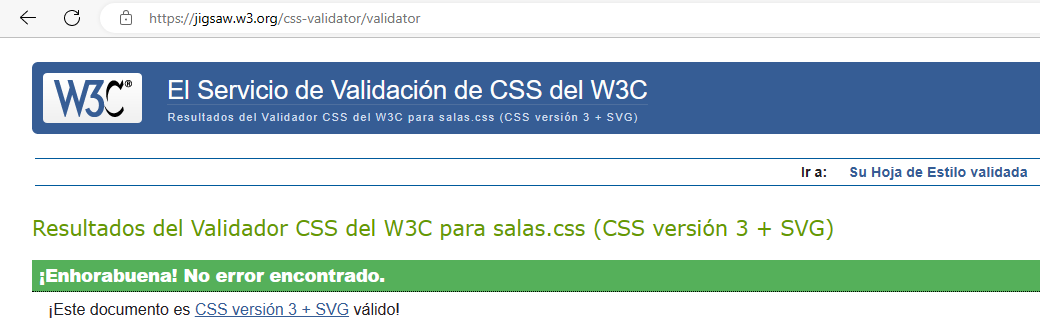 https://jigsaw.w3.org/css-validator/validator
W3C®
El Servicio de Validación de CSS del W3C
Resultados del Validador CSS del W3C para salas.css (CSS versión 3 + SVG)
Ir a: Su Hoja de Estilo validada
Resultados del Validador CSS del W3C para salas.css (CSS versión 3 + SVG)
¡Enhorabuena! No error encontrado.
¡Este documento es CSS versión 3 + SVG válido!